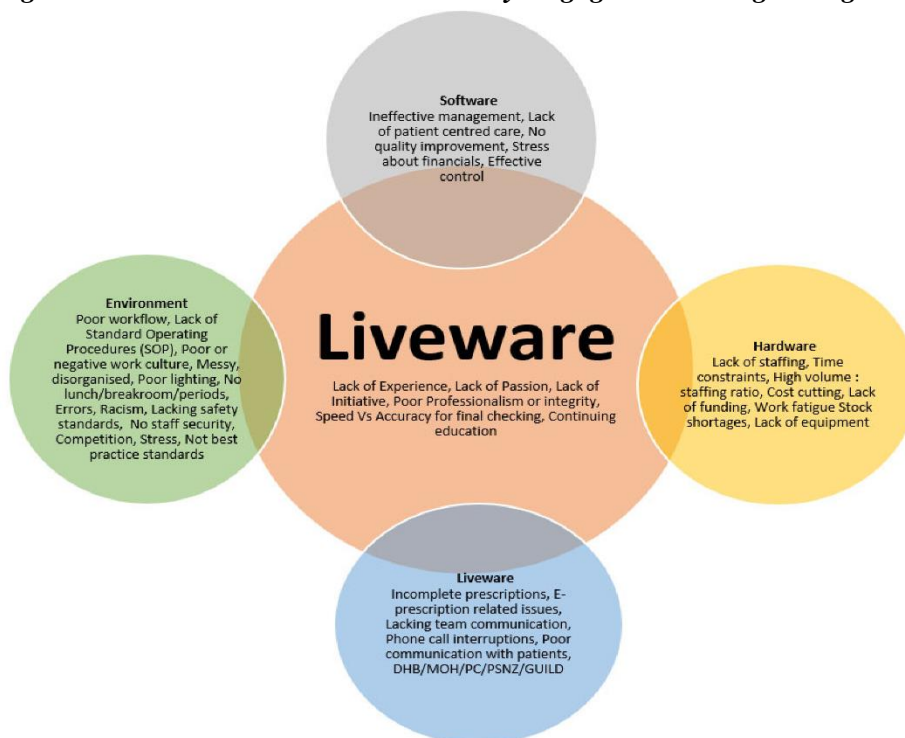 Software
Ineffective management, Lack
of patient centred care, No
quality improvement, Stress
about financials, Effective
control
Environment
Poor workflow, Lack of
Standard Operating
Procedures (SOP), Poor or
negative work culture, Messy,
disorganised, Poor lighting, No
lunch/breakroom/periods,
Errors, Racism, Lacking safety
standards, No staff security,
Competition, Stress, Not best
practice standards
Liveware
Lack of Experience, Lack of Passion, Lack of
Initiative, Poor Professionalism or integrity,
Speed Vs Accuracy for final checking, Continuing
education
Hardware
Lack of staffing, Time
constraints, High volume :
staffing ratio, Cost cutting, Lack
of funding, Work fatigue Stock
shortages, Lack of equipment
Liveware
Incomplete prescriptions, E-
prescription related issues,
Lacking team communication,
Phone call interruptions, Poor
communication with patients,
DHB/MOH/PC/PSNZ/GUILD